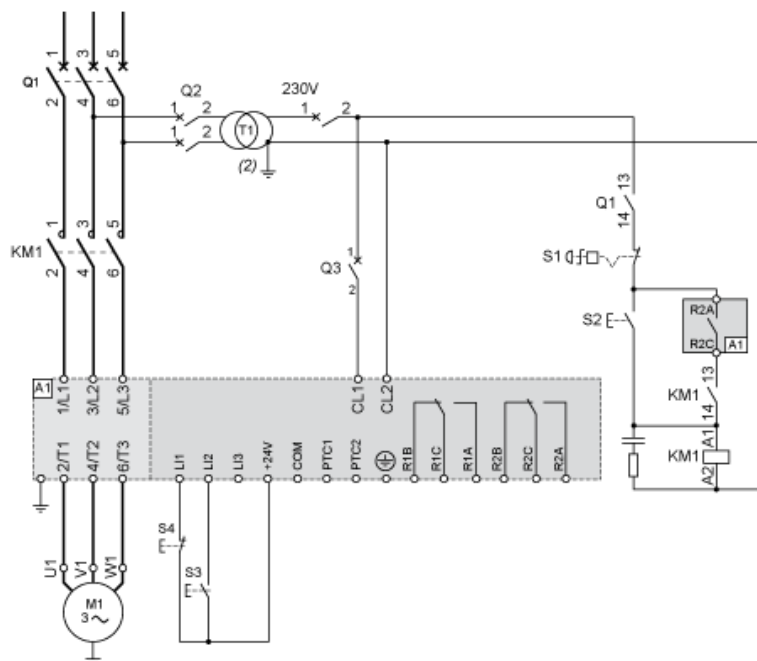 1 3 5
Q1
2 4 6
Q2
1 2
1 2
T1
(2)
230V
1 2
13
Q1
14
1 3 5
KM1
2 4 6
1
Q3
2
S1
S2
R2A
R2C
A1
13
KM1
14
A1
KM1
A2
A1
1/L1 3/L2 5/L3
CL1 CL2
2/T1 4/T2 6/T3
LI1 LI2 LI3 +24V COM PTC1 PTC2 R1B R1C R1A R2B R2C R2A
S4
S3
U1 V1 W1
M1
3